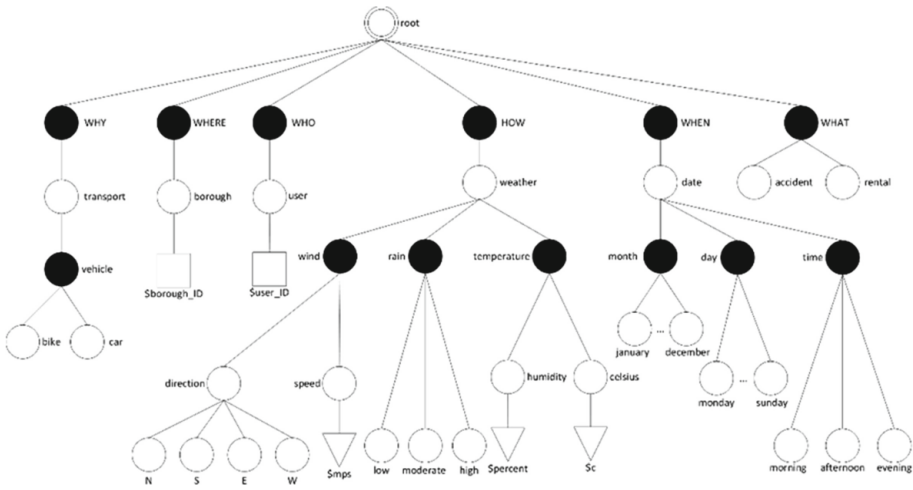 root
WHY WHERE WHO HOW WHEN WHAT
transport borough user weather date accident rental
vehicle $borough_ID $user_ID wind rain temperature month day time
bike car january ... december
direction speed humidity celsius monday ... sunday
N S E W $mps low moderate high $percent $c morning afternoon evening